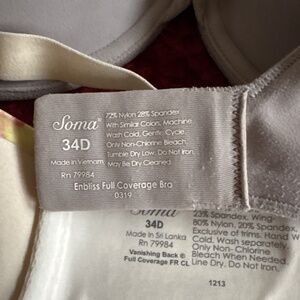 Soma
34D
Made in Vietnam
Rn 79984
72% Nylon 28% Spandex
With Similar Colors. Machine
Wash Cold, Gentle Cycle.
Only Non-Chlorine Bleach,
Tumble Dry Low. Do Not Iron.
May Be Dry Cleaned.
Enbliss Full Coverage Bra
0319
Soma
34D
Made in Sri Lanka
Rn 79984
Vanishing Back ®
Full Coverage FR CL
23% Spandex, Wing-
80% Nylon, 20% Spandex.
Exclusive of trims. Hand W
Cold. Wash separately
Only Non-Chlorine
Bleach When Needed.
Line Dry. Do Not Iron.
1213